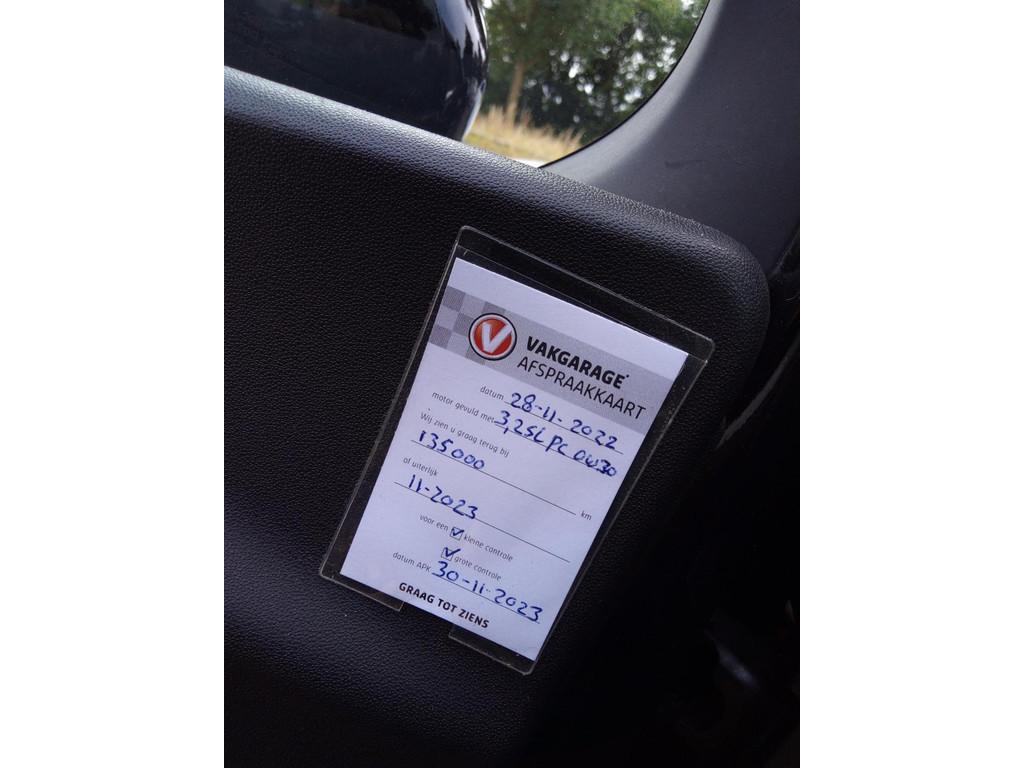 V VAKGARAGE
AFSPRAAKKAART
datum 28-11-2022
motor gevuld met 3,25L PC 0W30
Wij zien u graag terug bij
135000 km
of uiterlijk
11-2023
voor een kleine controle
grote controle
datum APK 30-11-2023
GRAAG TOT ZIENS